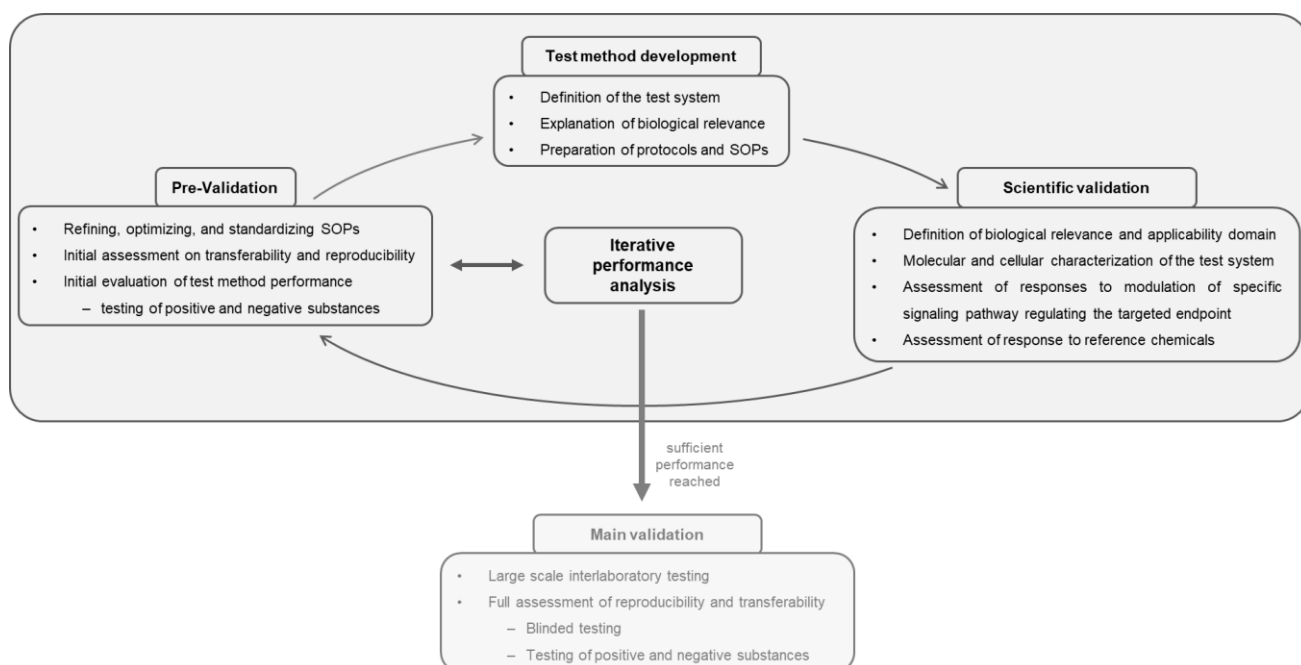 Test method development
• Definition of the test system
• Explanation of biological relevance
• Preparation of protocols and SOPs
Pre-Validation
• Refining, optimizing, and standardizing SOPs
• Initial assessment on transferability and reproducibility
• Initial evaluation of test method performance
– testing of positive and negative substances
Iterative
performance
analysis
Scientific validation
• Definition of biological relevance and applicability domain
• Molecular and cellular characterization of the test system
• Assessment of responses to modulation of specific
signaling pathway regulating the targeted endpoint
• Assessment of response to reference chemicals
sufficient
performance
reached
Main validation
• Large scale interlaboratory testing
• Full assessment of reproducibility and transferability
– Blinded testing
– Testing of positive and negative substances